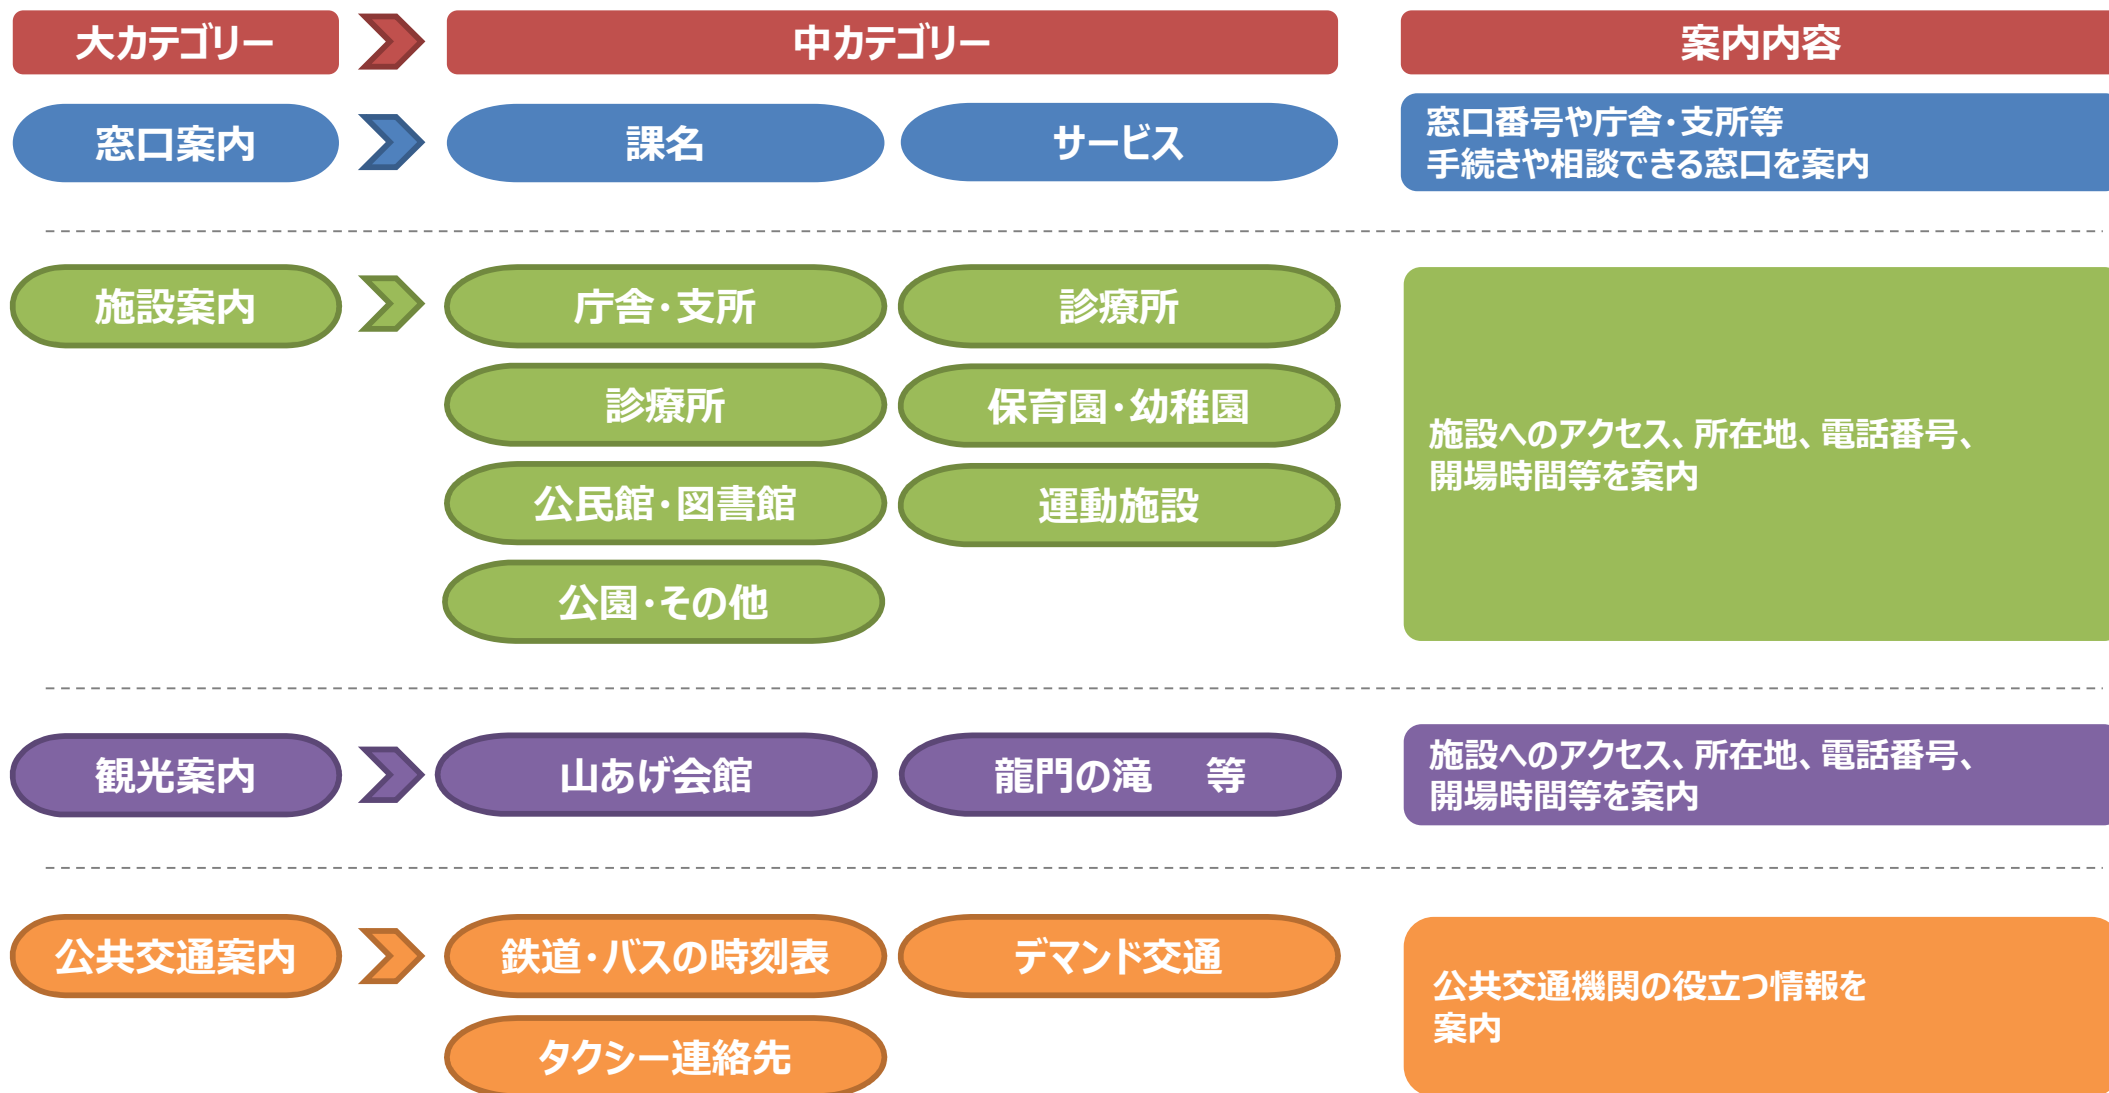 大カテゴリー
中カテゴリー
案内内容
窓口案内
課名
サービス
窓口番号や庁舎・支所等
手続きや相談できる窓口を案内
施設案内
庁舎・支所
診療所
診療所
保育園・幼稚園
公民館・図書館
運動施設
公園・その他
施設へのアクセス、所在地、電話番号、
開場時間等を案内
観光案内
山あげ会館
龍門の滝　等
施設へのアクセス、所在地、電話番号、
開場時間等を案内
公共交通案内
鉄道・バスの時刻表
デマンド交通
タクシー連絡先
公共交通機関の役立つ情報を
案内